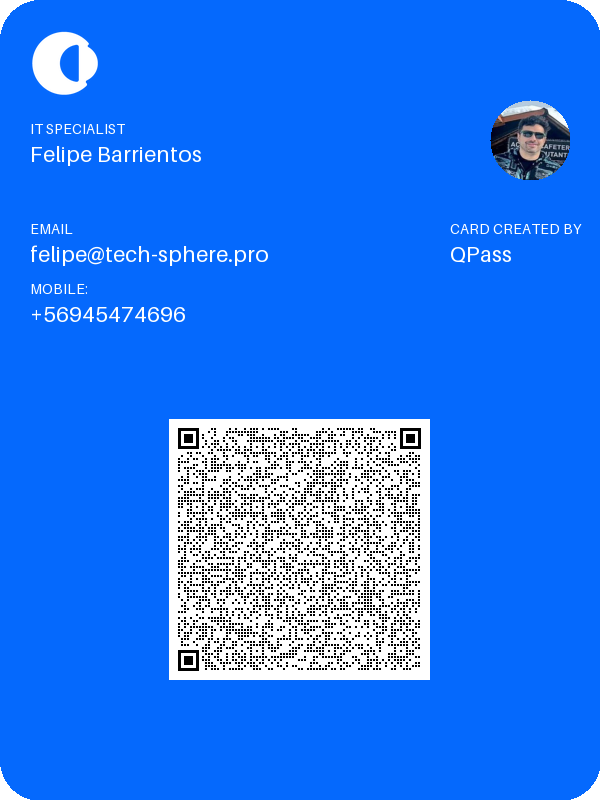 IT SPECIALIST
Felipe Barrientos
EMAIL
felipe@tech-sphere.pro
CARD CREATED BY
QPass
MOBILE:
+56945474696